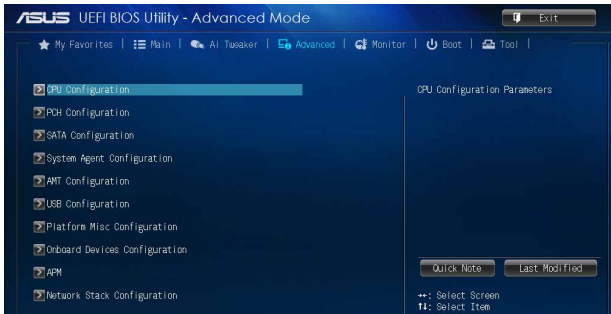 ASUS UEFI BIOS Utility - Advanced Mode
Exit
My Favorites | Main | Ai Tweaker | Advanced | Monitor | Boot | Tool |
CPU Configuration
PCH Configuration
SATA Configuration
System Agent Configuration
AMT Configuration
USB Configuration
Platform Misc Configuration
Onboard Devices Configuration
APM
Network Stack Configuration
CPU Configuration Parameters
Quick Note
Last Modified
→←: Select Screen
↑↓: Select Item